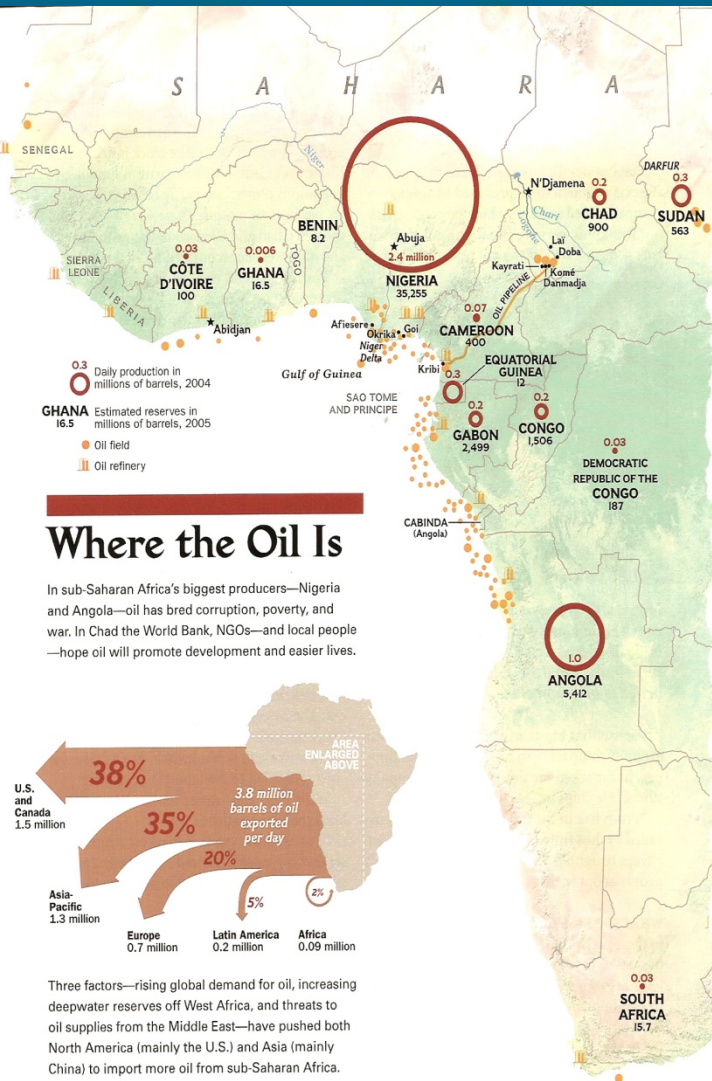 S A H A R A
SENEGAL
Niger
N'Djamena
Chari
Logone
DARFUR
0.3
SUDAN
563
0.2
CHAD
900
BENIN
8.2
Abuja
2.4 million
NIGERIA
35,255
Laï
Doba
Kayrati
Komé
Danmadja
OIL PIPELINE
SIERRA
LEONE
LIBERIA
0.03
CÔTE
D'IVOIRE
100
0.006
GHANA
16.5
TOGO
Abidjan
Afiesere
Okrika
Goi
Niger
Delta
0.07
CAMEROON
400
Kribi
Gulf of Guinea
0.3
EQUATORIAL
GUINEA
12
SAO TOME
AND PRINCIPE
0.2
GABON
2,499
0.2
CONGO
1,506
0.03
DEMOCRATIC
REPUBLIC OF THE
CONGO
187
0.3
Daily production in
millions of barrels, 2004
GHANA
16.5
Estimated reserves in
millions of barrels, 2005
Oil field
Oil refinery
CABINDA
(Angola)
1.0
ANGOLA
5,412
0.03
SOUTH
AFRICA
15.7
Where the Oil Is
In sub-Saharan Africa's biggest producers—Nigeria
and Angola—oil has bred corruption, poverty, and
war. In Chad the World Bank, NGOs—and local people
—hope oil will promote development and easier lives.
AREA
ENLARGED
ABOVE
3.8 million
barrels of oil
exported
per day
38%
U.S.
and
Canada
1.5 million
35%
Asia-
Pacific
1.3 million
20%
Europe
0.7 million
5%
Latin America
0.2 million
2%
Africa
0.09 million
Three factors—rising global demand for oil, increasing
deepwater reserves off West Africa, and threats to
oil supplies from the Middle East—have pushed both
North America (mainly the U.S.) and Asia (mainly
China) to import more oil from sub-Saharan Africa.